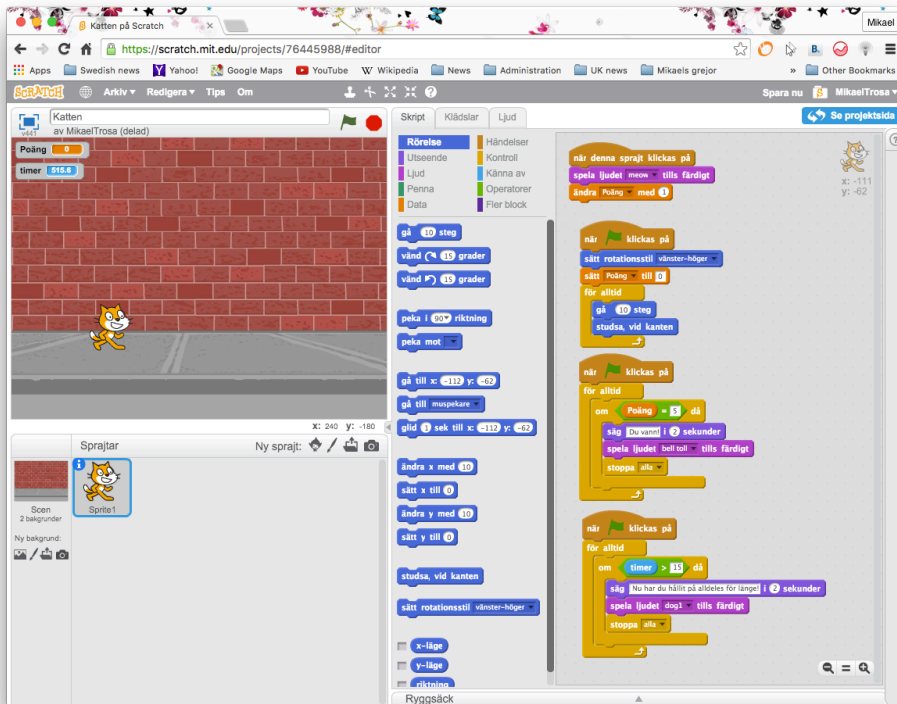 Katten på Scratch
Mikael
https://scratch.mit.edu/projects/76445988/#editor
Apps Swedish news Yahoo! Google Maps YouTube W Wikipedia News Administration UK news Mikaels grejor » Other Bookmarks
SCRATCH Arkiv Redigera Tips Om Spara nu MikaelTrosa
v441
Katten
av MikaelTrosa (delad)
Poäng 0
timer 515.6
X: 240 y: -180
Sprajtar Ny sprajt:
Scen
2 bakgrunder
Ny bakgrund:
Sprite1
Skript Klädslar Ljud
Se projektsida
Rörelse Händelser
Utseende Kontroll
Ljud Känna av
Penna Operatorer
Data Fler block
gå 10 steg
vänd 15 grader
vänd 15 grader
peka i 90 riktning
peka mot
gå till x: -112 y: -62
gå till muspekare
glid 1 sek till x: -112 y: -62
ändra x med 10
sätt x till 0
ändra y med 10
sätt y till 0
studsa, vid kanten
sätt rotationsstil vänster-höger
x-läge
y-läge
riktning
x: -111
y: -62
när denna sprajt klickas på
spela ljudet meow tills färdigt
ändra Poäng med 1
när klickas på
sätt rotationsstil vänster-höger
sätt Poäng till 0
för alltid
gå 10 steg
studsa, vid kanten
när klickas på
för alltid
om Poäng = 5 då
säg Du vann! i 2 sekunder
spela ljudet bell toll tills färdigt
stoppa alla
när klickas på
för alltid
om timer > 15 då
säg Nu har du hållit på alldeles för länge! i 2 sekunder
spela ljudet dog1 tills färdigt
stoppa alla
Ryggsäck